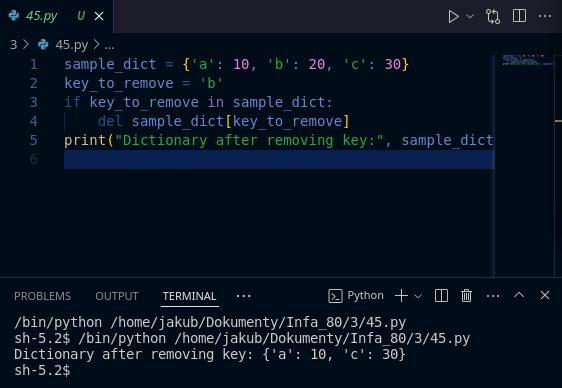 45.py U
3 > 45.py > ...
1 sample_dict = {'a': 10, 'b': 20, 'c': 30}
2 key_to_remove = 'b'
3 if key_to_remove in sample_dict:
4     del sample_dict[key_to_remove]
5 print("Dictionary after removing key:", sample_dict
6
PROBLEMS OUTPUT TERMINAL ... Python
/bin/python /home/jakub/Dokumenty/Infa_80/3/45.py
sh-5.2$ /bin/python /home/jakub/Dokumenty/Infa_80/3/45.py
Dictionary after removing key: {'a': 10, 'c': 30}
sh-5.2$